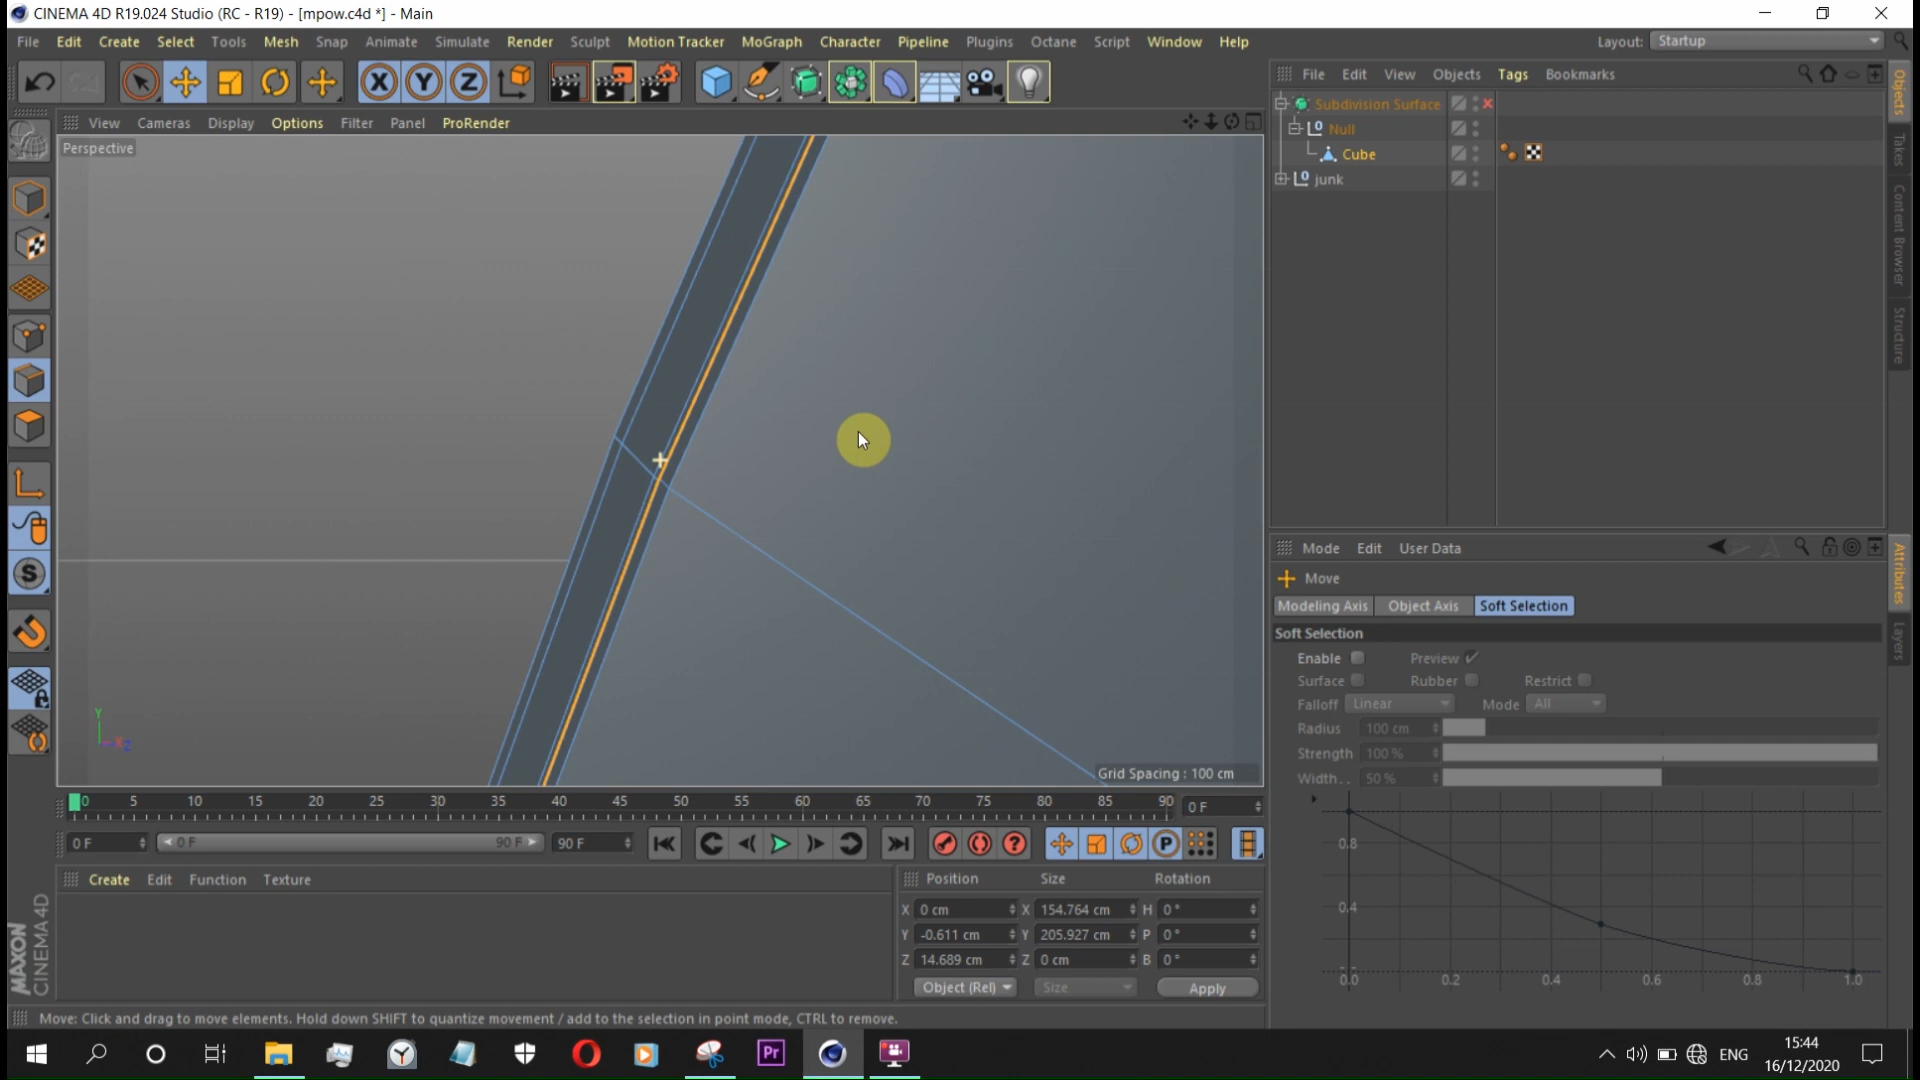 CINEMA 4D R19.024 Studio (RC - R19) - [mpow.c4d *] - Main
File Edit Create Select Tools Mesh Snap Animate Simulate Render Sculpt Motion Tracker MoGraph Character Pipeline Plugins Octane Script Window Help
Layout: Startup
X Y Z
File Edit View Objects Tags Bookmarks
View Cameras Display Options Filter Panel ProRender
Perspective
Subdivision Surface
Null
Cube
junk
Objects
Takes
Content Browser
Structure
Mode Edit User Data
Move
Modeling Axis Object Axis Soft Selection
Soft Selection
Enable Preview
Surface Rubber Restrict
Falloff Linear Mode All
Radius 100 cm
Strength 100 %
Width.. 50 %
0.8
0.4
0.0 0.2 0.4 0.6 0.8 1.0
Attributes
Layers
Y
X Z
Grid Spacing : 100 cm
0 5 10 15 20 25 30 35 40 45 50 55 60 65 70 75 80 85 90 0 F
0 F 0 F 90 F 90 F
P
Create Edit Function Texture
Position Size Rotation
X 0 cm X 154.764 cm H 0°
Y -0.611 cm Y 205.927 cm P 0°
Z 14.689 cm Z 0 cm B 0°
Object (Rel) Size Apply
MAXON
CINEMA 4D
Move: Click and drag to move elements. Hold down SHIFT to quantize movement / add to the selection in point mode, CTRL to remove.
Pr
ENG
15:44
16/12/2020